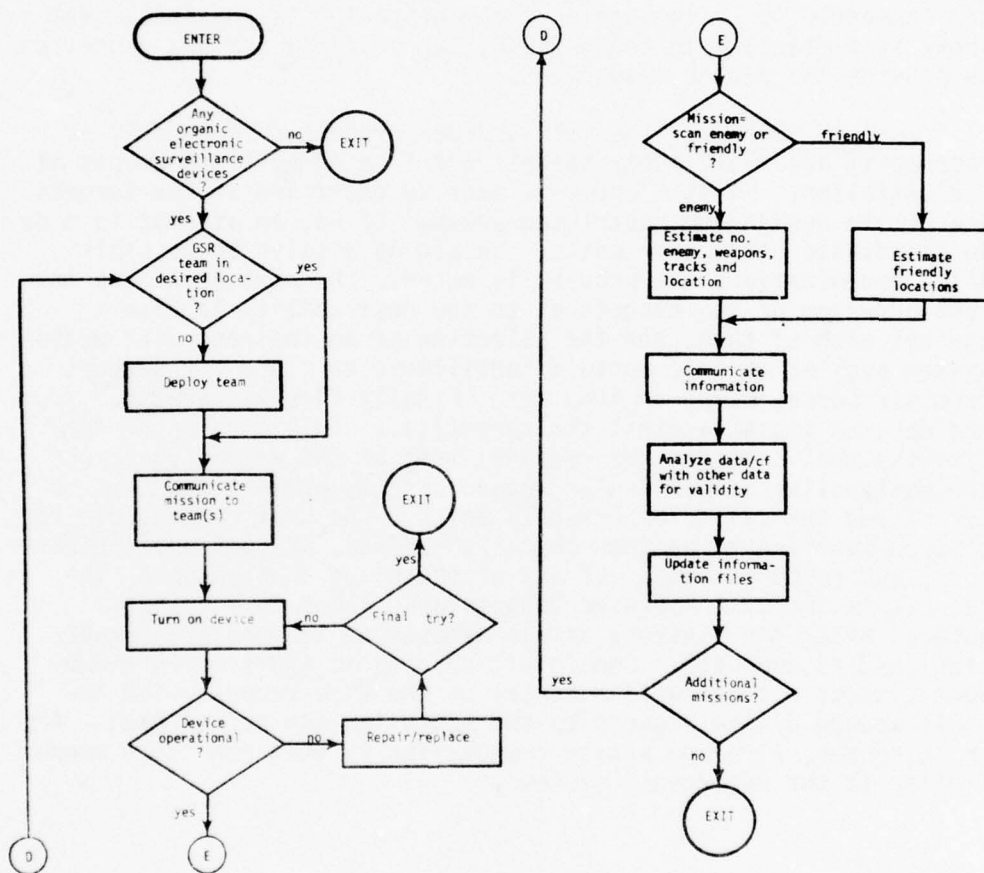 ENTER
Any
organic
electronic
surveillance
devices
?
no
EXIT
yes
GSR
team in
desired loca-
tion
?
yes
no
Deploy team
Communicate
mission to
team(s)
Turn on device
no
Final try?
yes
EXIT
Device
operational
?
no
Repair/replace
yes
D
E
D
E
Mission=
scan enemy or
friendly
?
friendly
enemy
Estimate no.
enemy, weapons,
tracks and
location
Estimate
friendly
locations
Communicate
information
Analyze data/cf
with other data
for validity
Update informa-
tion files
Additional
missions?
yes
no
EXIT